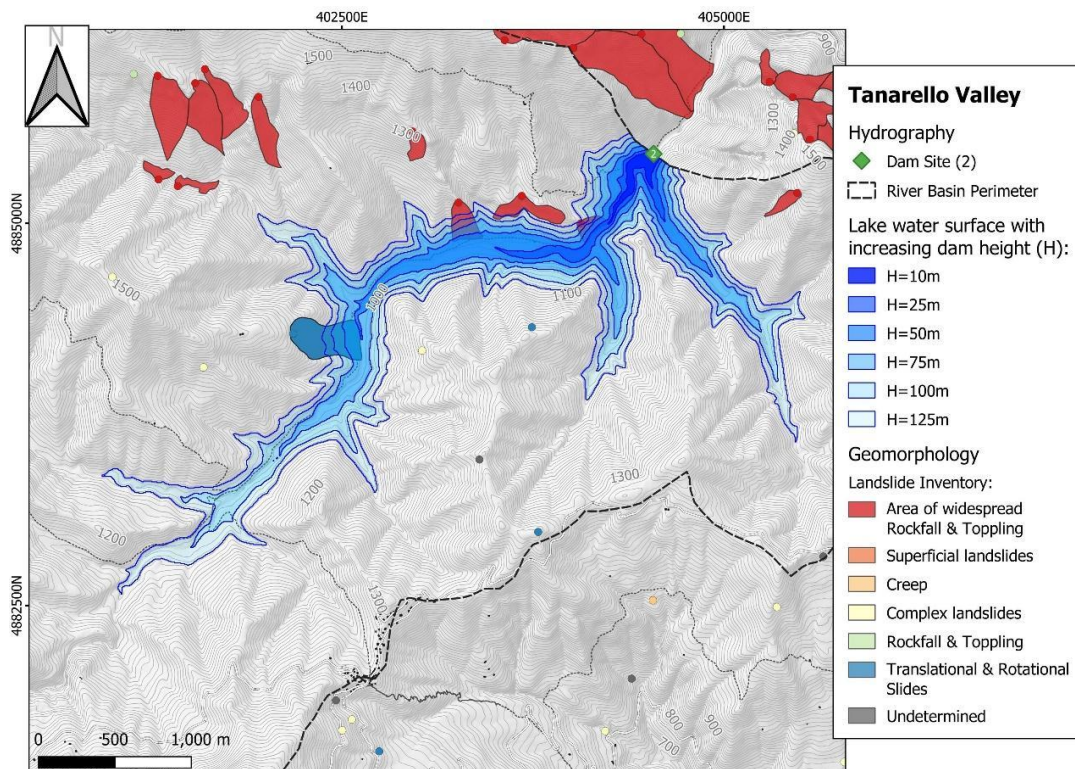 402500E
405000E
N
1500
1400
1300
900
1300
1400
1500
2
4885000N
1500
1000
1100
1200
1200
1300
1300
4882500N
800
900
700
0 500 1,000 m
Tanarello Valley
Hydrography
Dam Site (2)
River Basin Perimeter
Lake water surface with
increasing dam height (H):
H=10m
H=25m
H=50m
H=75m
H=100m
H=125m
Geomorphology
Landslide Inventory:
Area of widespread
Rockfall & Toppling
Superficial landslides
Creep
Complex landslides
Rockfall & Toppling
Translational & Rotational
Slides
Undetermined